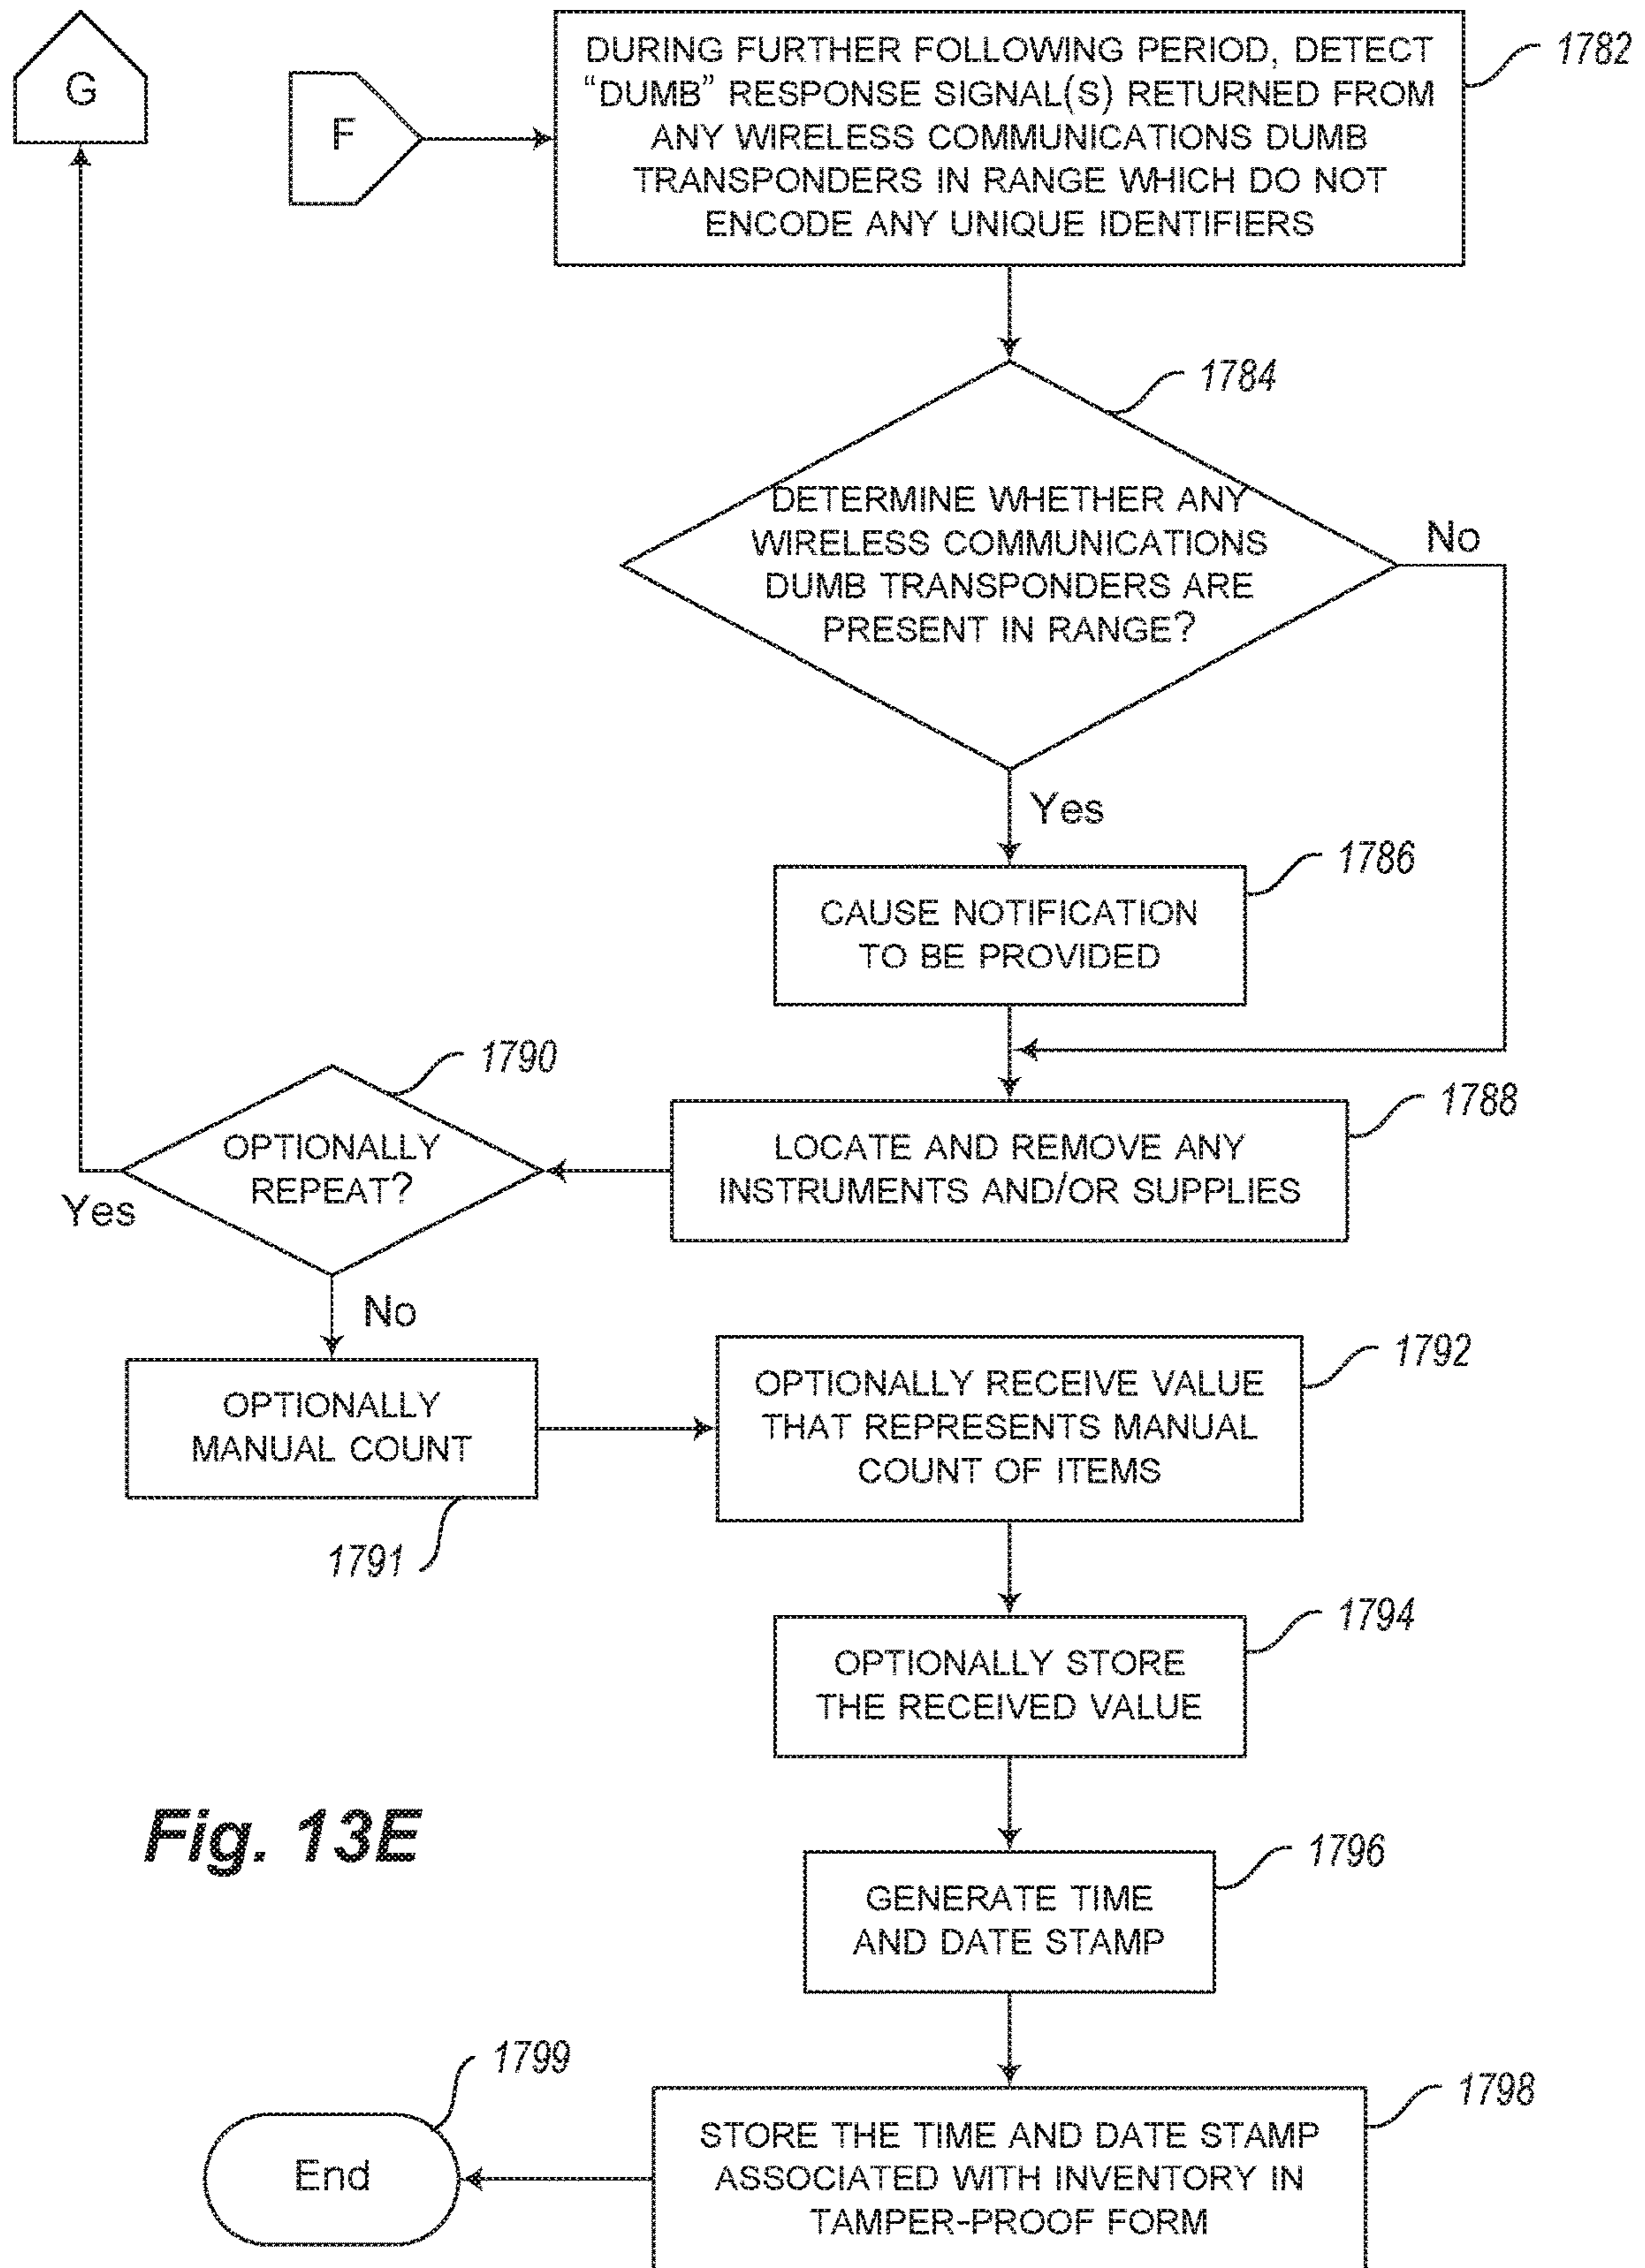 G
F
DURING FURTHER FOLLOWING PERIOD, DETECT
“DUMB” RESPONSE SIGNAL(S) RETURNED FROM
ANY WIRELESS COMMUNICATIONS DUMB
TRANSPONDERS IN RANGE WHICH DO NOT
ENCODE ANY UNIQUE IDENTIFIERS
1782
1784
DETERMINE WHETHER ANY
WIRELESS COMMUNICATIONS
DUMB TRANSPONDERS ARE
PRESENT IN RANGE?
No
Yes
1786
CAUSE NOTIFICATION
TO BE PROVIDED
1788
LOCATE AND REMOVE ANY
INSTRUMENTS AND/OR SUPPLIES
1790
OPTIONALLY
REPEAT?
Yes
No
OPTIONALLY
MANUAL COUNT
1791
1792
OPTIONALLY RECEIVE VALUE
THAT REPRESENTS MANUAL
COUNT OF ITEMS
1794
OPTIONALLY STORE
THE RECEIVED VALUE
Fig. 13E
1796
GENERATE TIME
AND DATE STAMP
1798
STORE THE TIME AND DATE STAMP
ASSOCIATED WITH INVENTORY IN
TAMPER-PROOF FORM
1799
End